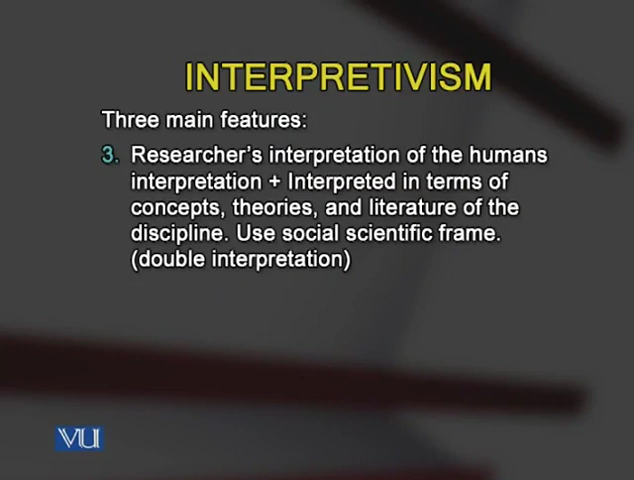 INTERPRETIVISM
Three main features:
3. Researcher's interpretation of the humans
interpretation + Interpreted in terms of
concepts, theories, and literature of the
discipline. Use social scientific frame.
(double interpretation)
VU